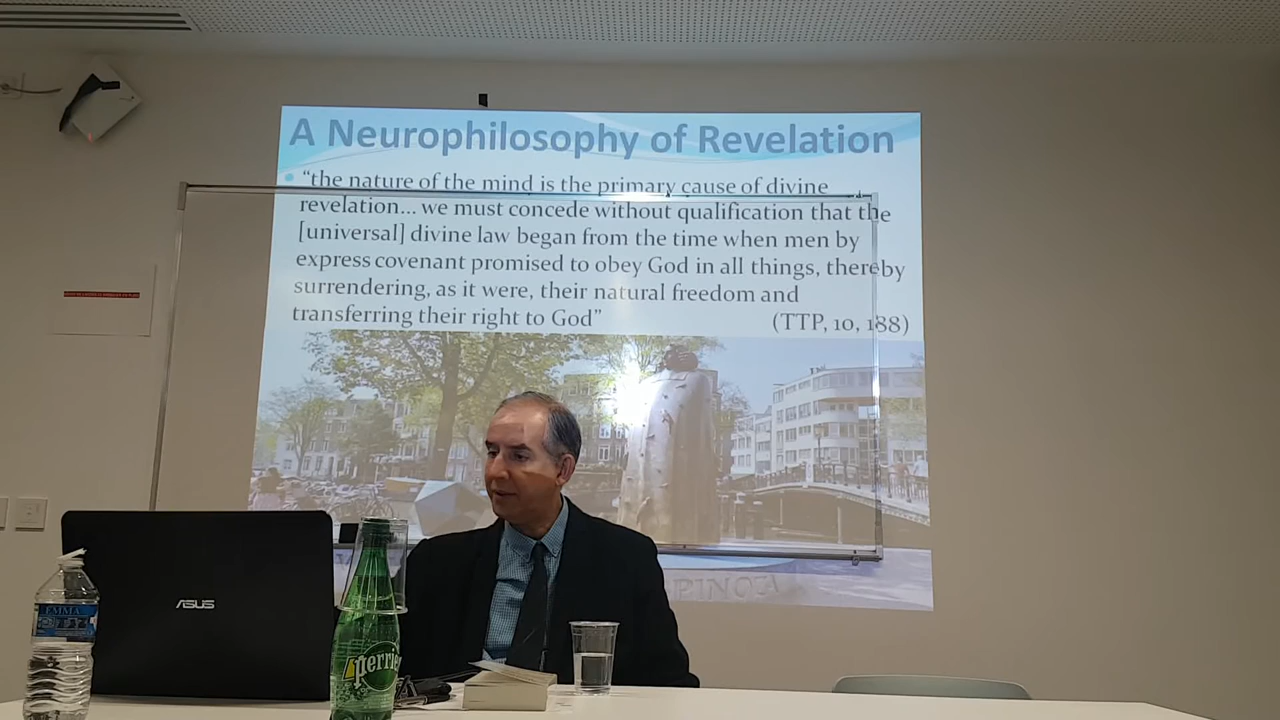 A Neurophilosophy of Revelation
“the nature of the mind is the primary cause of divine
revelation... we must concede without qualification that the
[universal] divine law began from the time when men by
express covenant promised to obey God in all things, thereby
surrendering, as it were, their natural freedom and
transferring their right to God” (TTP, 10, 188)
PINOZA
ASUS
EMMA
perrie